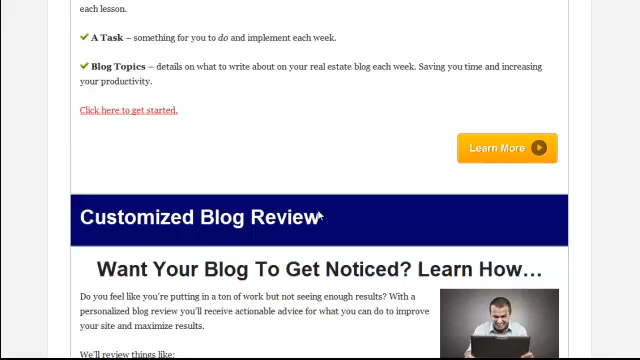 each lesson.
A Task – something for you to do and implement each week.
Blog Topics – details on what to write about on your real estate blog each week. Saving you time and increasing
your productivity.
Click here to get started.
Learn More
Customized Blog Review
Want Your Blog To Get Noticed? Learn How…
Do you feel like you're putting in a ton of work but not seeing enough results? With a
personalized blog review you'll receive actionable advice for what you can do to improve
your site and maximize results.
We'll review things like: